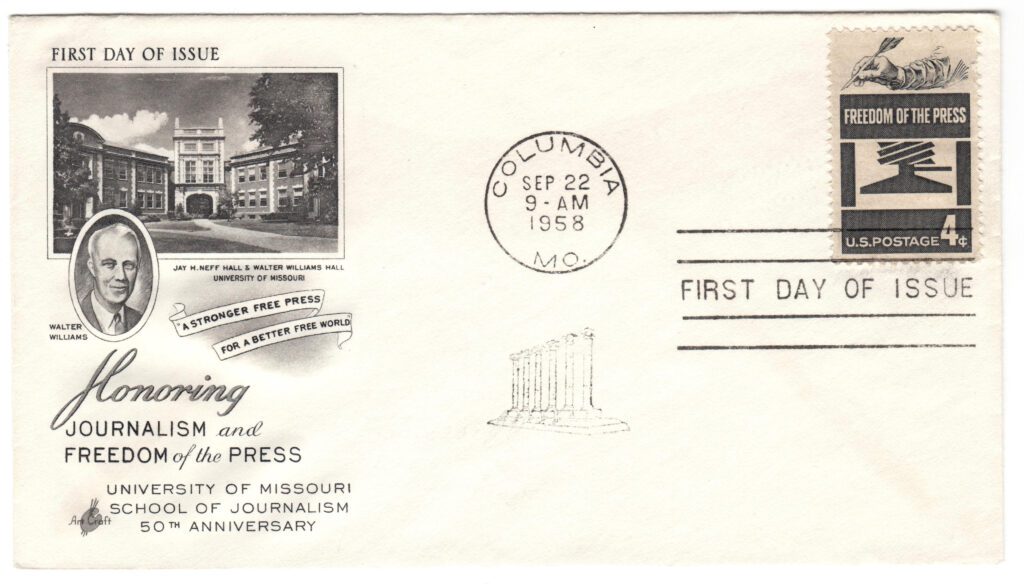 FIRST DAY OF ISSUE
JAY H. NEFF HALL & WALTER WILLIAMS HALL
UNIVERSITY OF MISSOURI
WALTER
WILLIAMS
"A STRONGER FREE PRESS
FOR A BETTER FREE WORLD"
Honoring
JOURNALISM and
FREEDOM of the PRESS
UNIVERSITY OF MISSOURI
SCHOOL OF JOURNALISM
50TH ANNIVERSARY
Art Craft
COLUMBIA
SEP 22
9-AM
1958
MO.
FREEDOM OF THE PRESS
U.S. POSTAGE 4¢
FIRST DAY OF ISSUE